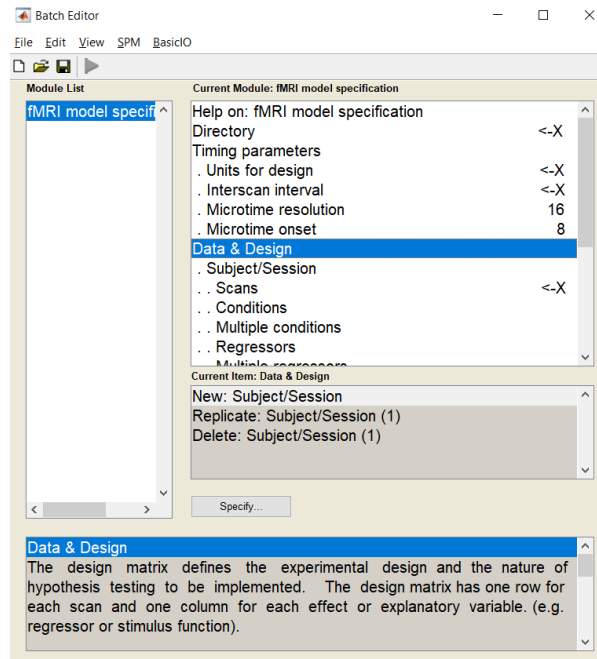 Batch Editor
File Edit View SPM BasicIO
Module List
fMRI model specifi
Current Module: fMRI model specification
Help on: fMRI model specification
Directory <-X
Timing parameters
. Units for design <-X
. Interscan interval <-X
. Microtime resolution 16
. Microtime onset 8
Data & Design
. Subject/Session
. . Scans <-X
. . Conditions
. . Multiple conditions
. . Regressors
. . Multiple regressors
Current Item: Data & Design
New: Subject/Session
Replicate: Subject/Session (1)
Delete: Subject/Session (1)
Specify...
Data & Design
The design matrix defines the experimental design and the nature of
hypothesis testing to be implemented. The design matrix has one row for
each scan and one column for each effect or explanatory variable. (e.g.
regressor or stimulus function).